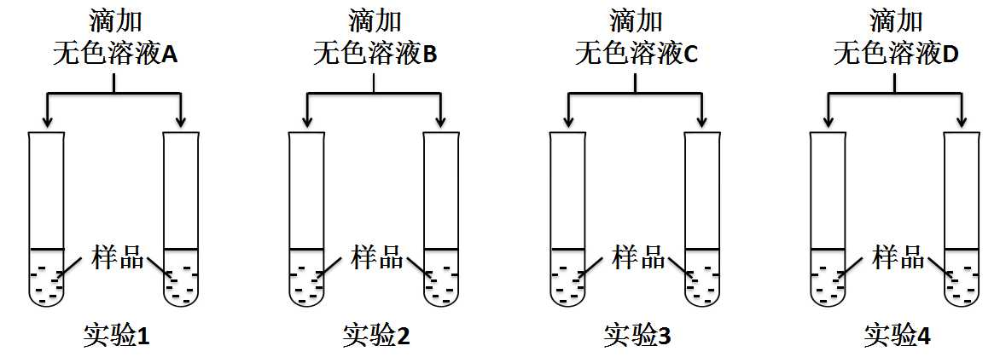 滴加
无色溶液A
样品
实验1
滴加
无色溶液B
样品
实验2
滴加
无色溶液C
样品
实验3
滴加
无色溶液D
样品
实验4